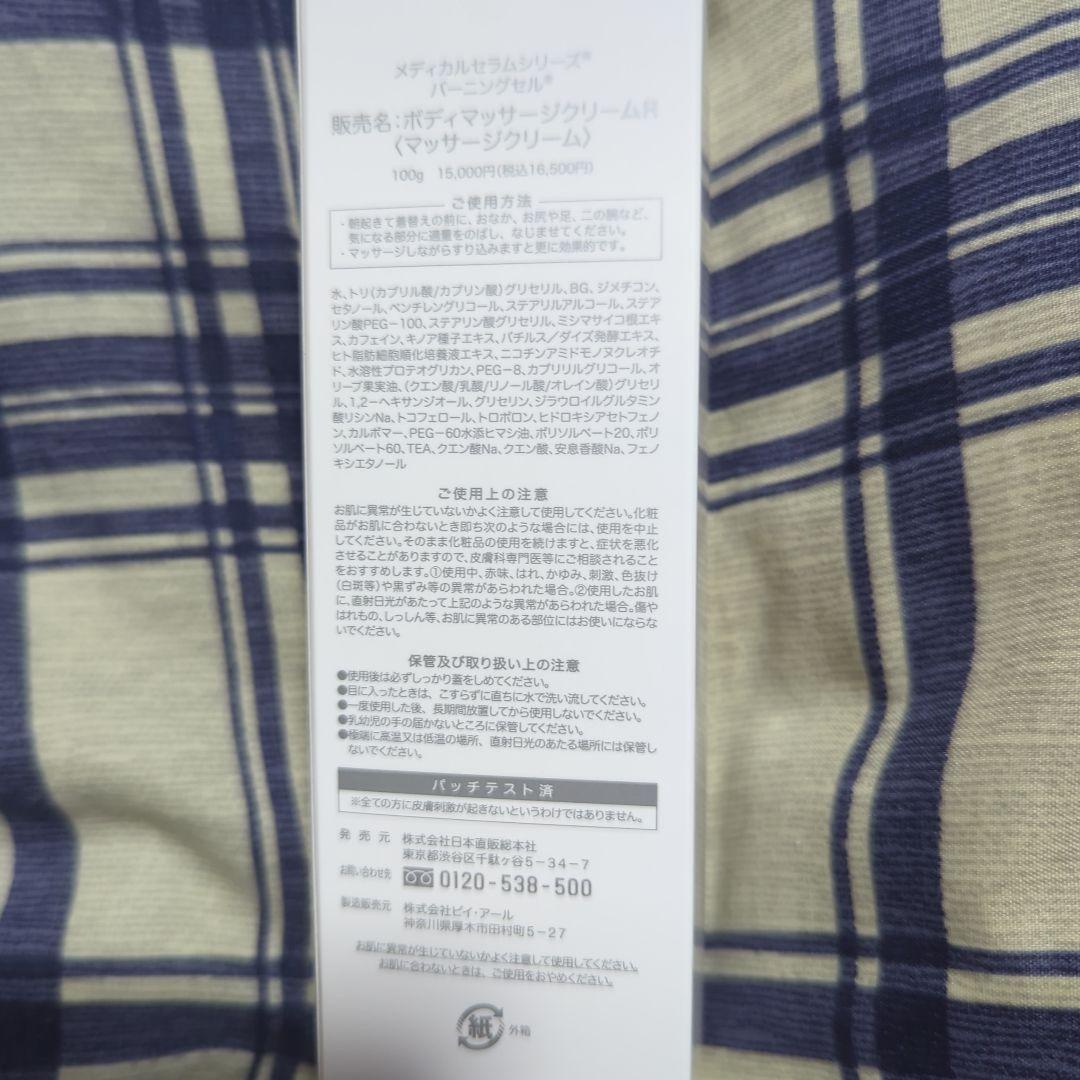 メディカルセラムシリーズ®
バーニングセル®
販売名:ボディマッサージクリームR
〈マッサージクリーム〉
100g 15,000円(税込16,500円)
ご使用方法
・朝起きて着替えの前に、おなか、お尻や足、二の腕など、
気になる部分に適量をのばし、なじませてください。
・マッサージしながらすり込みますと更に効果的です。
水、トリ(カプリル酸/カプリン酸)グリセリル、BG、ジメチコン、
セタノール、ペンチレングリコール、ステアリルアルコール、ステア
リン酸PEG-100、ステアリン酸グリセリル、ミシマサイコ根エキ
ス、カフェイン、キノア種子エキス、バチルス/ダイズ発酵エキス、
ヒト脂肪細胞順化培養液エキス、ニコチンアミドモノヌクレオチ
ド、水溶性プロテオグリカン、PEG-8、カプリリルグリコール、オ
リーブ果実油、(クエン酸/乳酸/リノール酸/オレイン酸)グリセリ
ル、1,2-ヘキサンジオール、グリセリン、ジラウロイルグルタミン
酸リシンNa、トコフェロール、トロポロン、ヒドロキシアセトフェノ
ン、カルボマー、PEG-60水添ヒマシ油、ポリソルベート20、ポリ
ソルベート60、TEA、クエン酸Na、クエン酸、安息香酸Na、フェノ
キシエタノール
ご使用上の注意
お肌に異常が生じていないかよく注意して使用してください。化粧
品がお肌に合わないとき即ち次のような場合には、使用を中止
してください。そのまま化粧品の使用を続けますと、症状を悪化
させることがありますので、皮膚科専門医等にご相談されること
をおすすめします。①使用中、赤味、はれ、かゆみ、刺激、色抜け
(白斑等)や黒ずみ等の異常があらわれた場合。②使用したお肌
に、直射日光があたって上記のような異常があらわれた場合。傷や
はれもの、しっしん等、お肌に異常のある部位にはお使いにならな
いでください。
保管及び取り扱い上の注意
●使用後は必ずしっかり蓋をしめてください。
●目に入ったときは、こすらずに直ちに水で洗い流してください。
●一度使用した後、長期間放置してから使用しないでください。
●乳幼児の手の届かないところに保管してください。
●極端に高温又は低温の場所、直射日光のあたる場所には保管し
ないでください。
パッチテスト済
※全ての方に皮膚刺激が起きないというわけではありません。
発売元 株式会社日本直販総本社
東京都渋谷区千駄ヶ谷5-34-7
お問い合わせ先 0120-538-500
製造販売元 株式会社ビイ・アール
神奈川県厚木市田村町5-27
お肌に異常が生じていないかよく注意して使用してください。
お肌に合わないときは、ご使用をおやめください。
紙 外箱